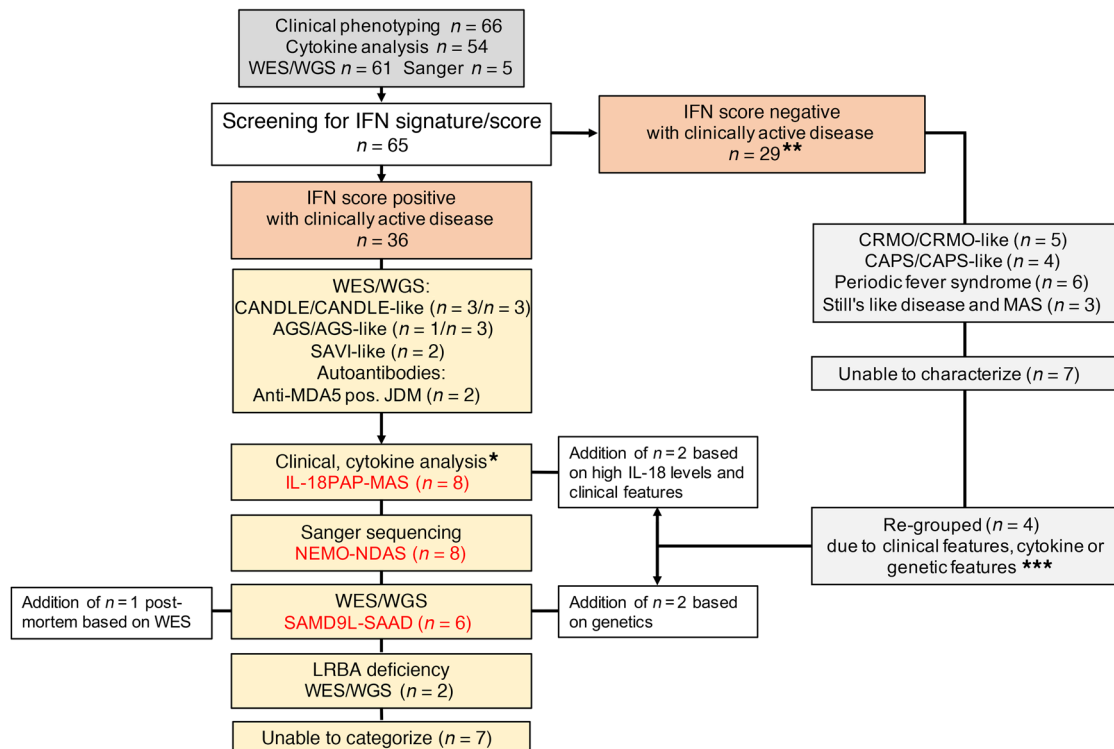 Clinical phenotyping n = 66
Cytokine analysis n = 54
WES/WGS n = 61 Sanger n = 5
Screening for IFN signature/score
n = 65
IFN score negative
with clinically active disease
n = 29**
IFN score positive
with clinically active disease
n = 36
CRMO/CRMO-like (n = 5)
CAPS/CAPS-like (n = 4)
Periodic fever syndrome (n = 6)
Still's like disease and MAS (n = 3)
WES/WGS:
CANDLE/CANDLE-like (n = 3/n = 3)
AGS/AGS-like (n = 1/n = 3)
SAVI-like (n = 2)
Autoantibodies:
Anti-MDA5 pos. JDM (n = 2)
Unable to characterize (n = 7)
Clinical, cytokine analysis*
IL-18PAP-MAS (n = 8)
Addition of n = 2 based
on high IL-18 levels and
clinical features
Re-grouped (n = 4)
due to clinical features, cytokine or
genetic features ***
Sanger sequencing
NEMO-NDAS (n = 8)
Addition of n = 1 post-
mortem based on WES
WES/WGS
SAMD9L-SAAD (n = 6)
Addition of n = 2 based
on genetics
LRBA deficiency
WES/WGS (n = 2)
Unable to categorize (n = 7)